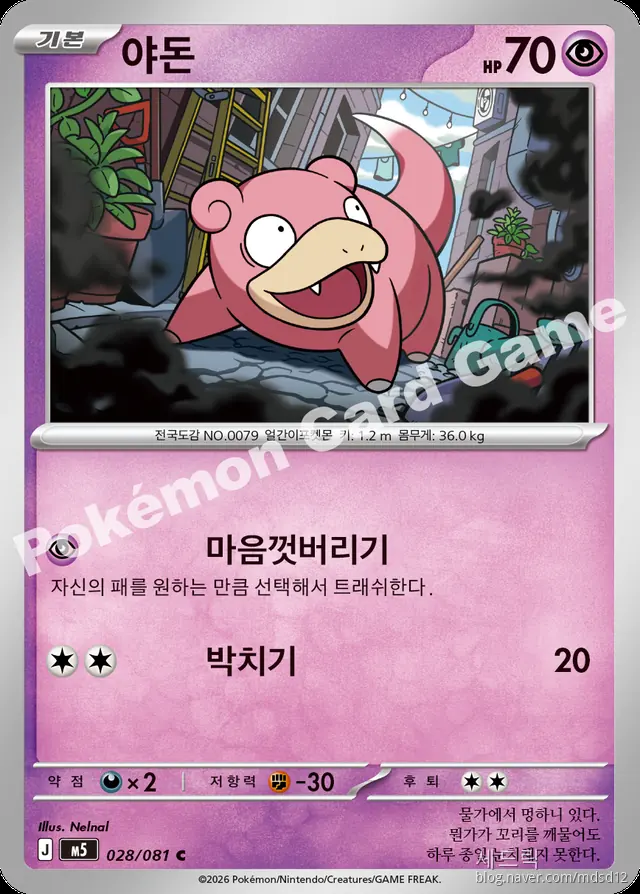 기본 야돈 HP 70
전국도감 NO.0079 얼간이포켓몬 키: 1.2 m 몸무게: 36.0 kg
Pokémon Card Game
마음껏버리기
자신의 패를 원하는 만큼 선택해서 트래쉬한다.
박치기 20
약점 ×2 저항력 -30 후퇴
Illus. Nelnal
J m5 028/081 C
물가에서 멍하니 있다.
뭔가가 꼬리를 깨물어도
하루 종일 눈치채지 못한다.
©2026 Pokémon/Nintendo/Creatures/GAME FREAK.
blog.naver.com/mdsd12